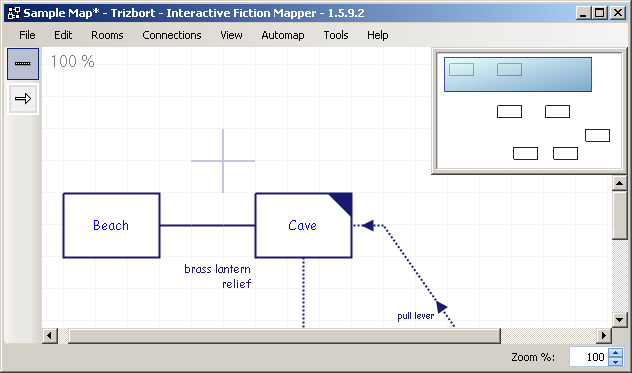 Sample Map* - Trizbort - Interactive Fiction Mapper - 1.5.9.2
File Edit Rooms Connections View Automap Tools Help
100 %
Beach
Cave
brass lantern
relief
pull lever
Zoom %: 100